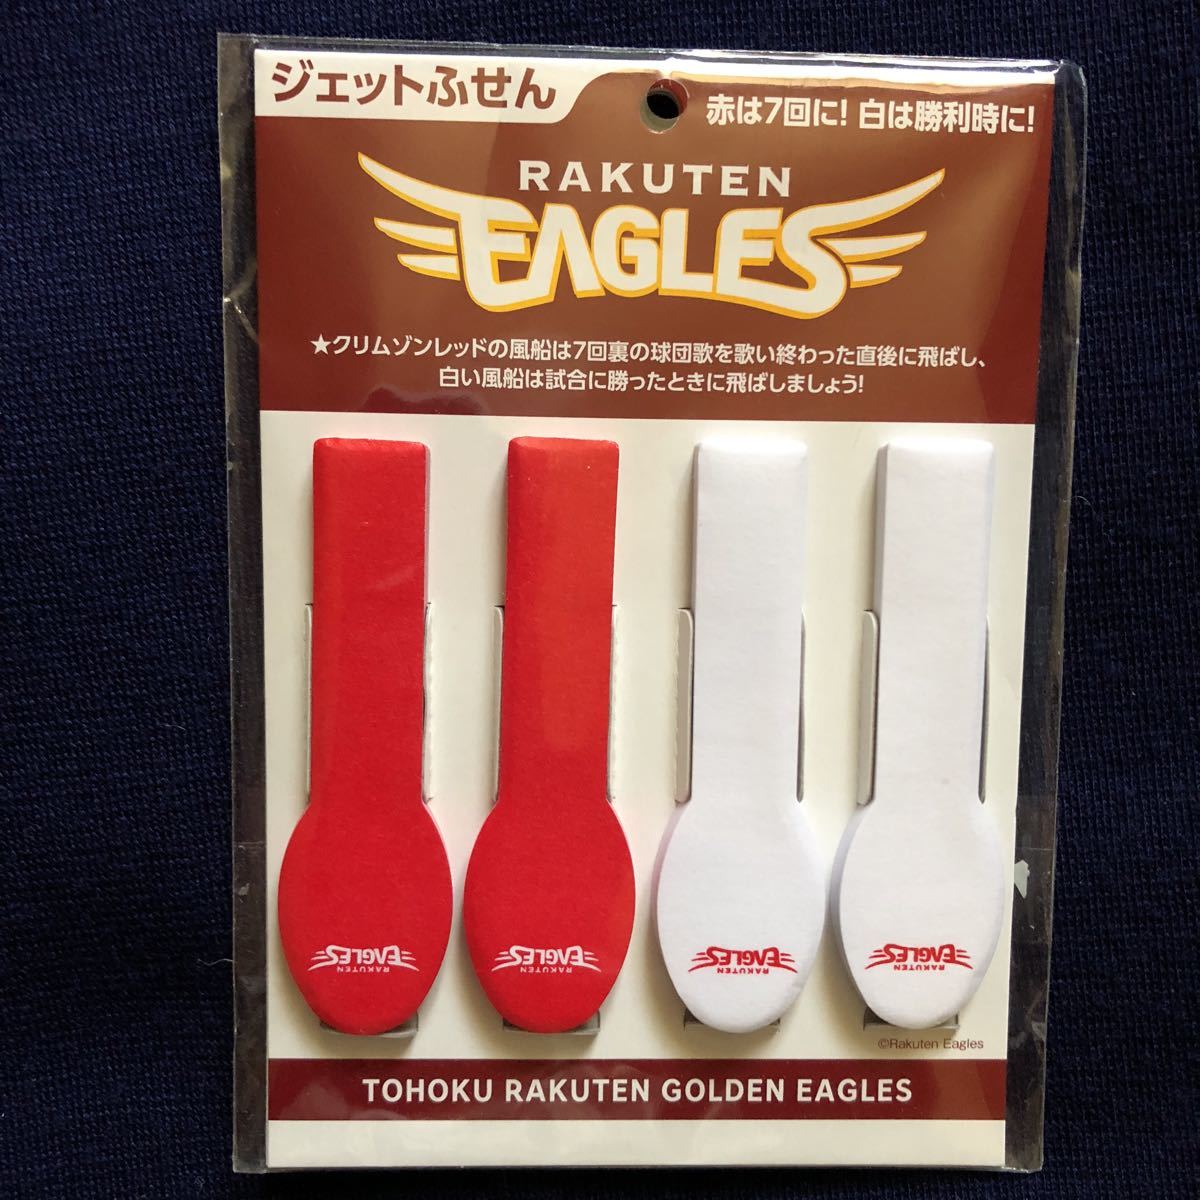 ジェットふせん
赤は7回に! 白は勝利時に!
RAKUTEN
EAGLES
★クリムゾンレッドの風船は7回裏の球団歌を歌い終わった直後に飛ばし、
白い風船は試合に勝ったときに飛ばしましょう!
RAKUTEN
EAGLES
RAKUTEN
EAGLES
RAKUTEN
EAGLES
RAKUTEN
EAGLES
©Rakuten Eagles
TOHOKU RAKUTEN GOLDEN EAGLES